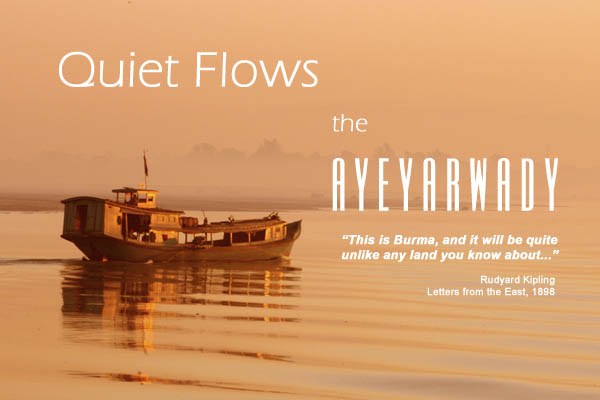 Quiet Flows
the
AYEYARWADY
“This is Burma, and it will be quite
unlike any land you know about...”
Rudyard Kipling
Letters from the East, 1898